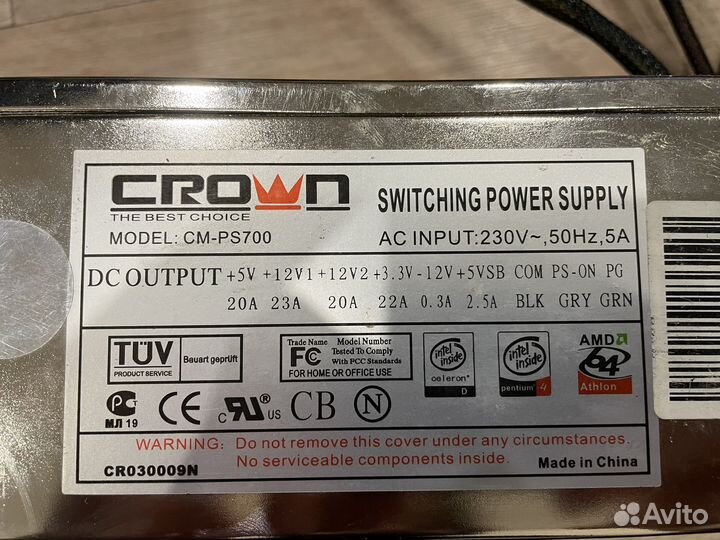 CROWN
THE BEST CHOICE
MODEL: CM-PS700
SWITCHING POWER SUPPLY
AC INPUT:230V~,50Hz,5A
DC OUTPUT +5V +12V1 +12V2 +3.3V -12V +5VSB COM PS-ON PG
20A 23A 20A 22A 0.3A 2.5A BLK GRY GRN
TÜV
PRODUCT SERVICE
Bauart geprüft
Trade Name Model Number
FC Tested To Comply
With PCC Standards
FOR HOME OR OFFICE USE
intel inside
celeron
D
intel inside
pentium 4
AMD
64
Athlon
РС
МЛ 19
CE
C RU US
CB
N
WARNING: Do not remove this cover under any circumstances.
No serviceable components inside.
CR030009N
Made in China
Avito